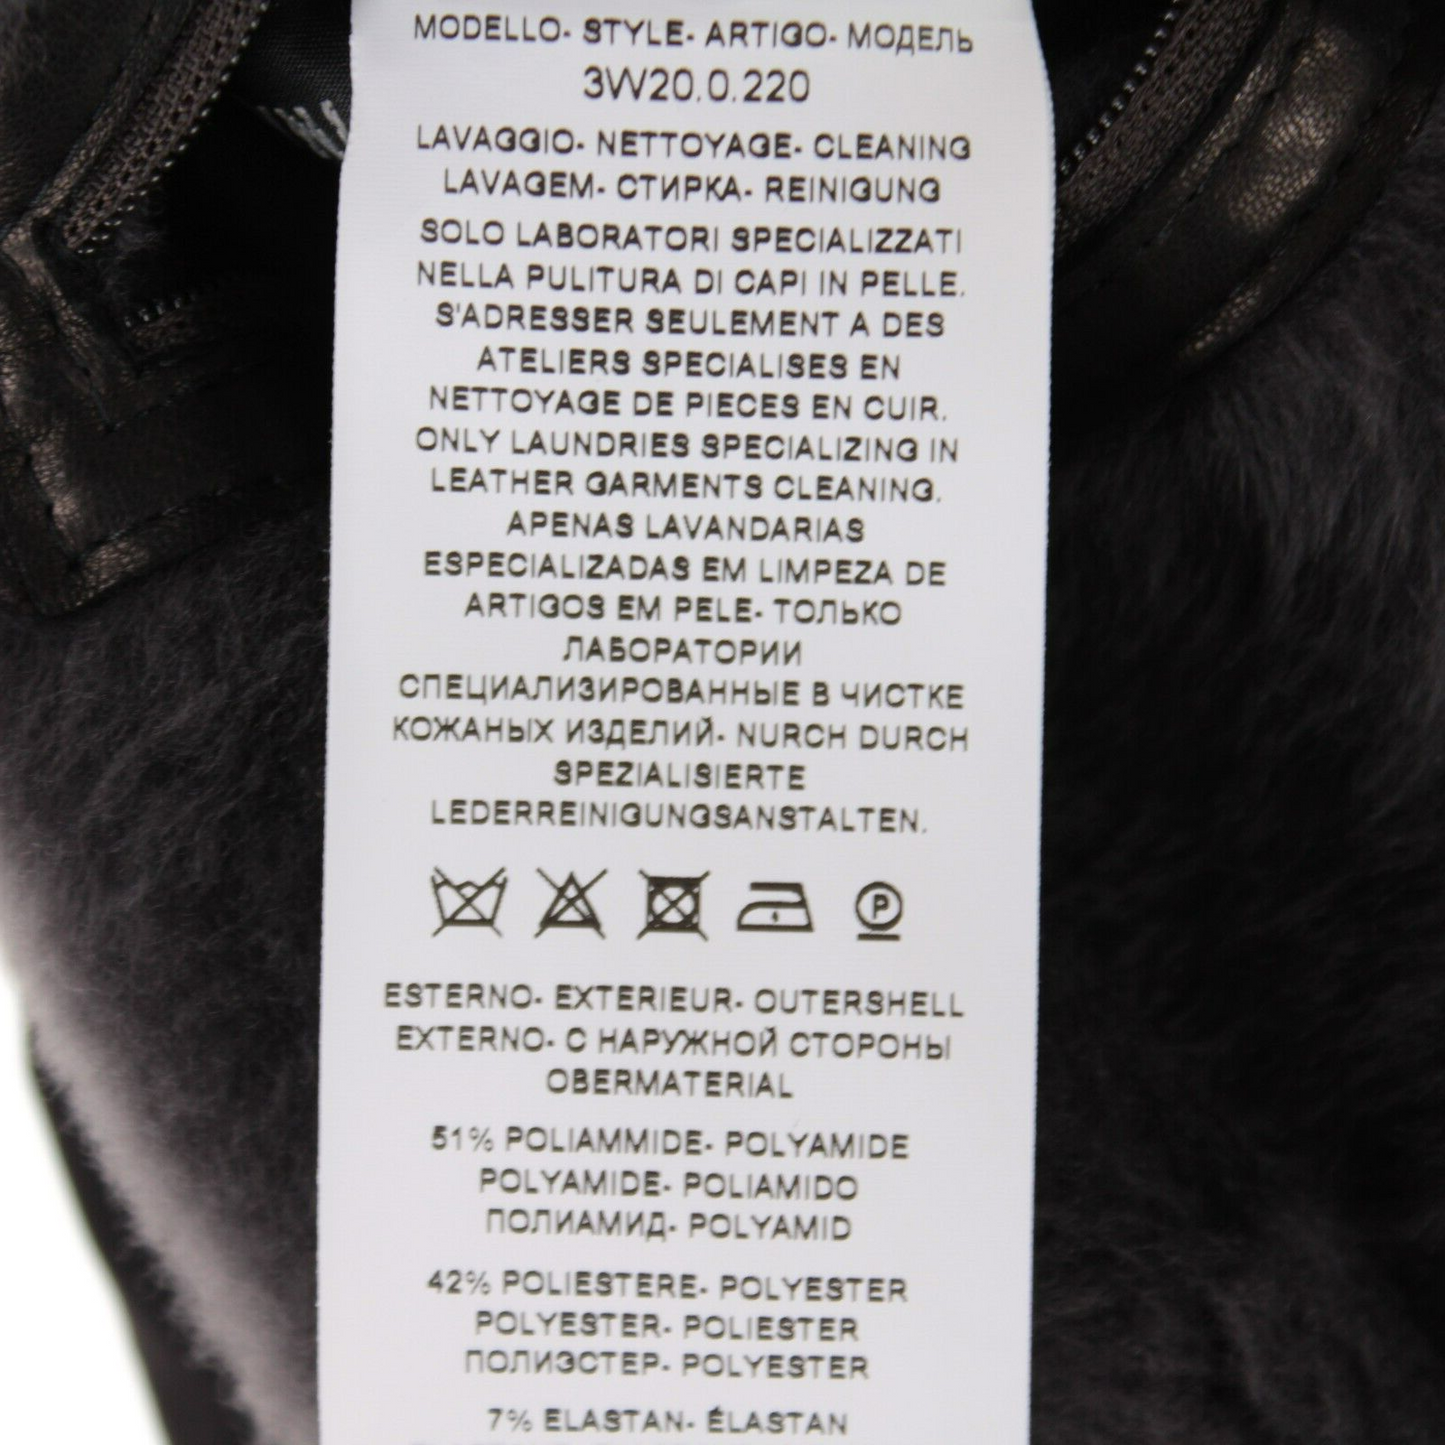 MODELLO- STYLE- ARTIGO- МОДЕЛЬ
3W20.0.220
LAVAGGIO- NETTOYAGE- CLEANING
LAVAGEM- СТИРКА- REINIGUNG
SOLO LABORATORI SPECIALIZZATI
NELLA PULITURA DI CAPI IN PELLE.
S'ADRESSER SEULEMENT A DES
ATELIERS SPECIALISES EN
NETTOYAGE DE PIECES EN CUIR.
ONLY LAUNDRIES SPECIALIZING IN
LEATHER GARMENTS CLEANING.
APENAS LAVANDARIAS
ESPECIALIZADAS EM LIMPEZA DE
ARTIGOS EM PELE- ТОЛЬКО
ЛАБОРАТОРИИ
СПЕЦИАЛИЗИРОВАННЫЕ В ЧИСТКЕ
КОЖАНЫХ ИЗДЕЛИЙ- NURCH DURCH
SPEZIALISIERTE
LEDERREINIGUNGSANSTALTEN.
P
ESTERNO- EXTERIEUR- OUTERSHELL
EXTERNO- С НАРУЖНОЙ СТОРОНЫ
OBERMATERIAL
51% POLIAMMIDE- POLYAMIDE
POLYAMIDE- POLIAMIDO
ПОЛИАМИД- POLYAMID
42% POLIESTERE- POLYESTER
POLYESTER- POLIESTER
ПОЛИЭСТЕР- POLYESTER
7% ELASTAN- ÉLASTAN